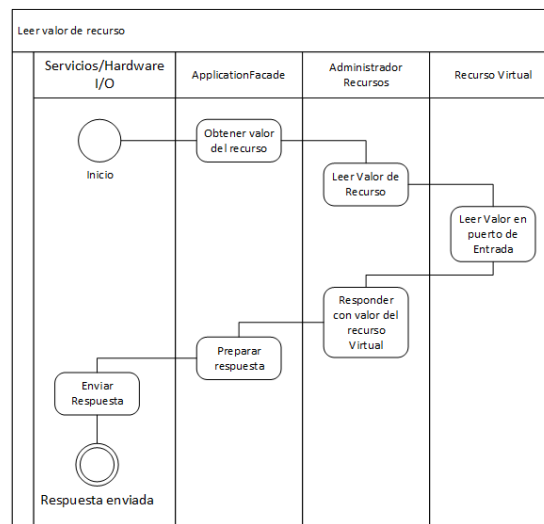 Leer valor de recurso
Servicios/Hardware
I/O
ApplicationFacade
Administrador
Recursos
Recurso Virtual
Inicio
Obtener valor
del recurso
Leer Valor de
Recurso
Leer Valor en
puerto de
Entrada
Responder
con valor del
recurso
Virtual
Preparar
respuesta
Enviar
Respuesta
Respuesta enviada